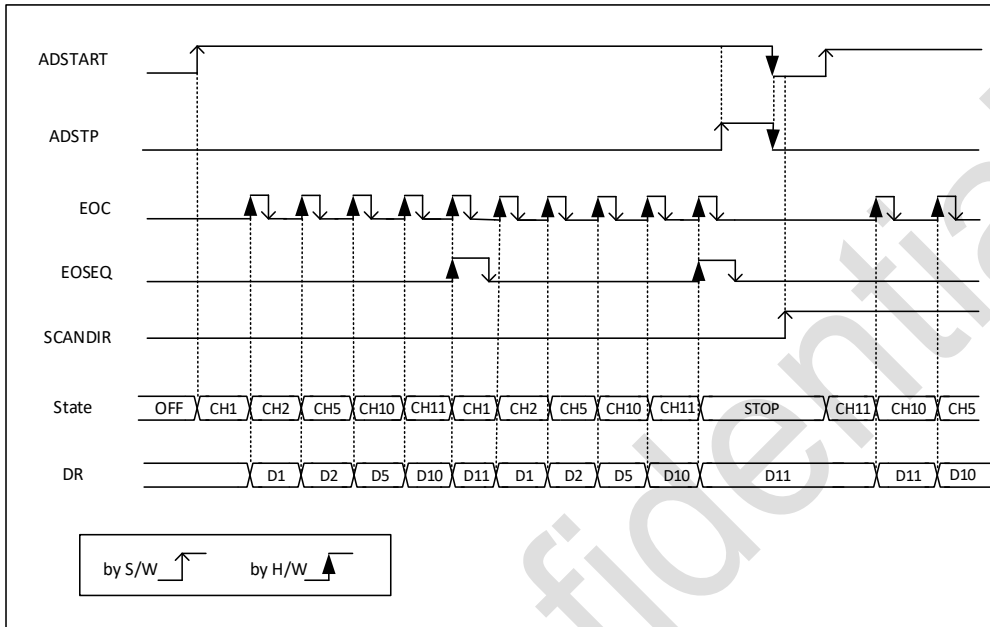 ADSTART
ADSTP
EOC
EOSEQ
SCANDIR
State OFF CH1 CH2 CH5 CH10 CH11 CH1 CH2 CH5 CH10 CH11 STOP CH11 CH10 CH5
DR D1 D2 D5 D10 D11 D1 D2 D5 D10 D11 D11 D10
by S/W by H/W
fidentia